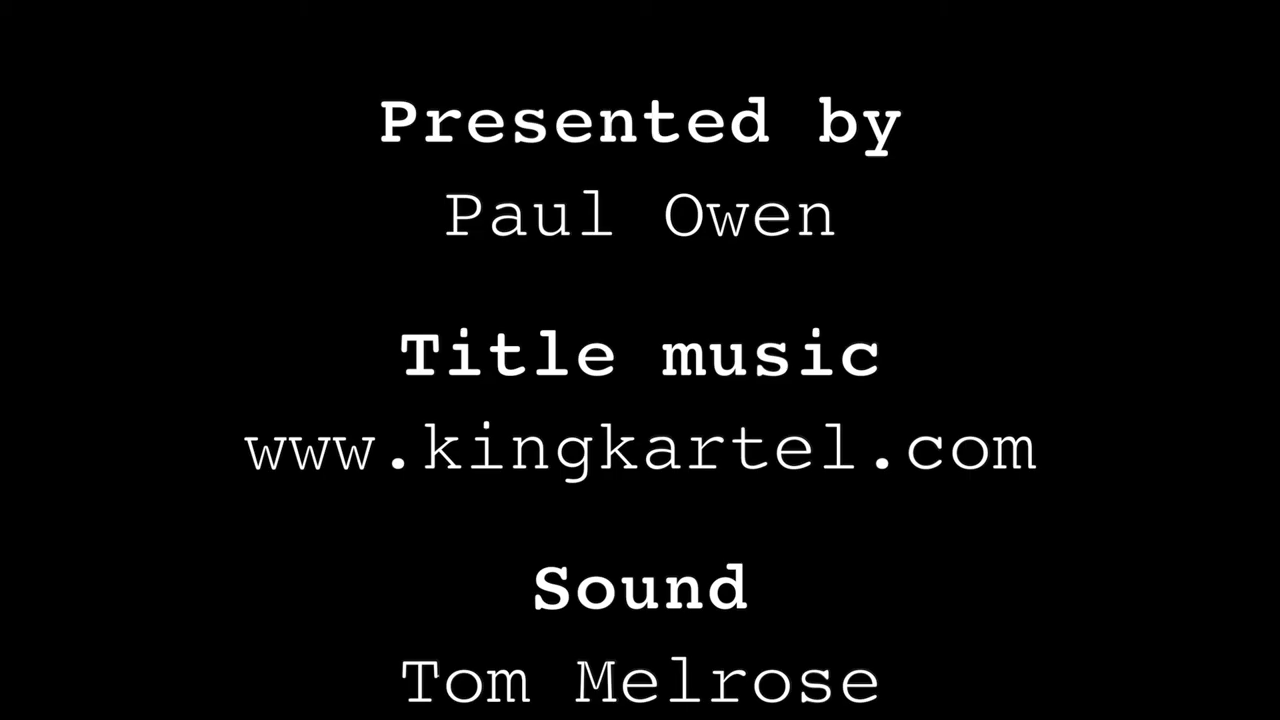 Presented by
Paul Owen
Title music
www.kingkartel.com
Sound
Tom Melrose